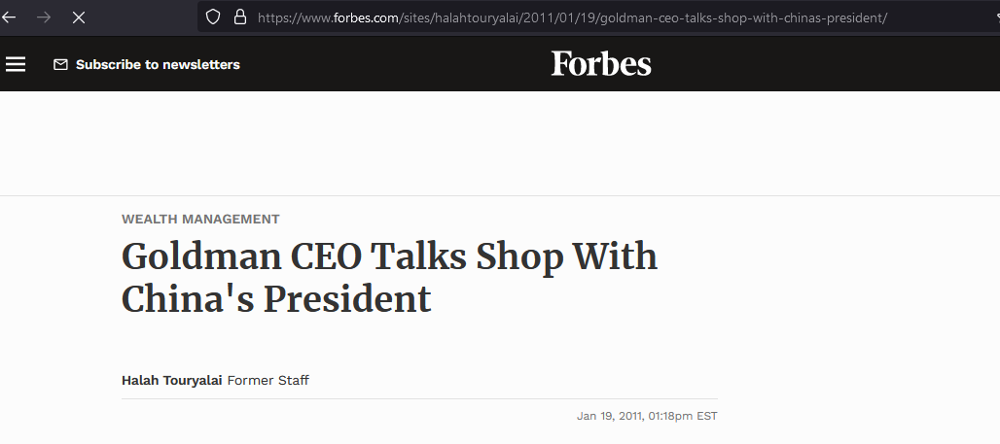 https://www.forbes.com/sites/halahtouryalai/2011/01/19/goldman-ceo-talks-shop-with-chinas-president/
Subscribe to newsletters
Forbes
WEALTH MANAGEMENT
Goldman CEO Talks Shop With
China's President
Halah Touryalai Former Staff
Jan 19, 2011, 01:18pm EST